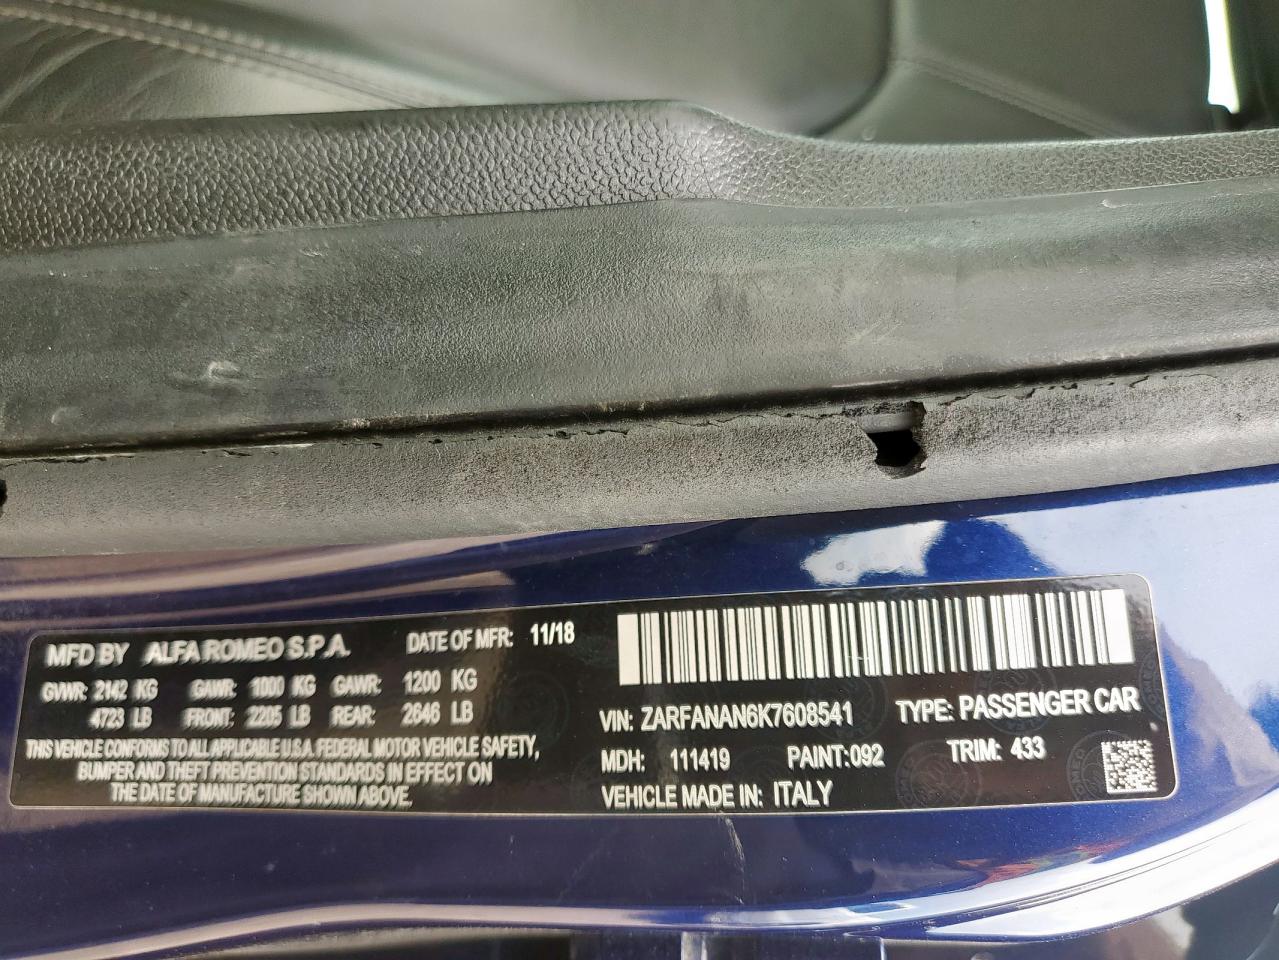 MFD BY ALFA ROMEO S.P.A. DATE OF MFR: 11/18
GVWR: 2142 KG GAWR: 1000 KG GAWR: 1200 KG
4723 LB FRONT: 2205 LB REAR: 2646 LB
THIS VEHICLE CONFORMS TO ALL APPLICABLE U.S.A. FEDERAL MOTOR VEHICLE SAFETY,
BUMPER AND THEFT PREVENTION STANDARDS IN EFFECT ON
THE DATE OF MANUFACTURE SHOWN ABOVE.
VIN: ZARFANAN6K7608541 TYPE: PASSENGER CAR
MDH: 111419 PAINT:092 TRIM: 433
VEHICLE MADE IN: ITALY